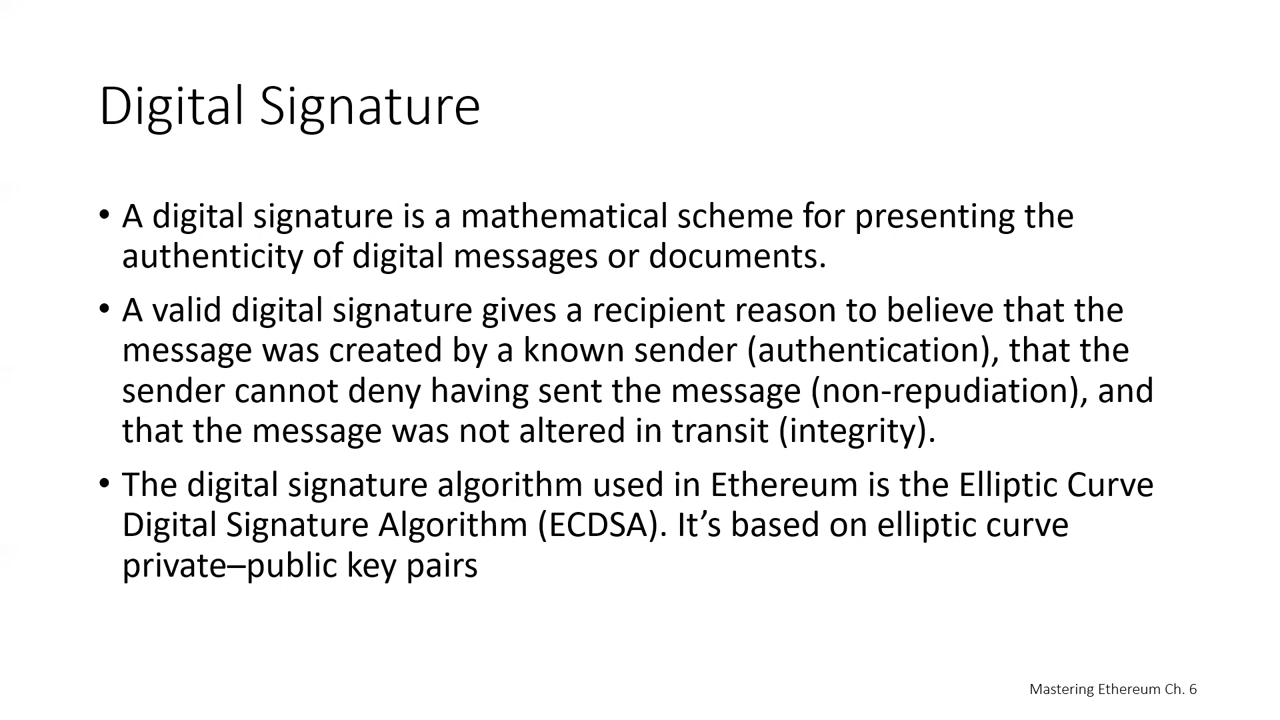 Digital Signature
• A digital signature is a mathematical scheme for presenting the
authenticity of digital messages or documents.
• A valid digital signature gives a recipient reason to believe that the
message was created by a known sender (authentication), that the
sender cannot deny having sent the message (non-repudiation), and
that the message was not altered in transit (integrity).
• The digital signature algorithm used in Ethereum is the Elliptic Curve
Digital Signature Algorithm (ECDSA). It’s based on elliptic curve
private–public key pairs
Mastering Ethereum Ch. 6